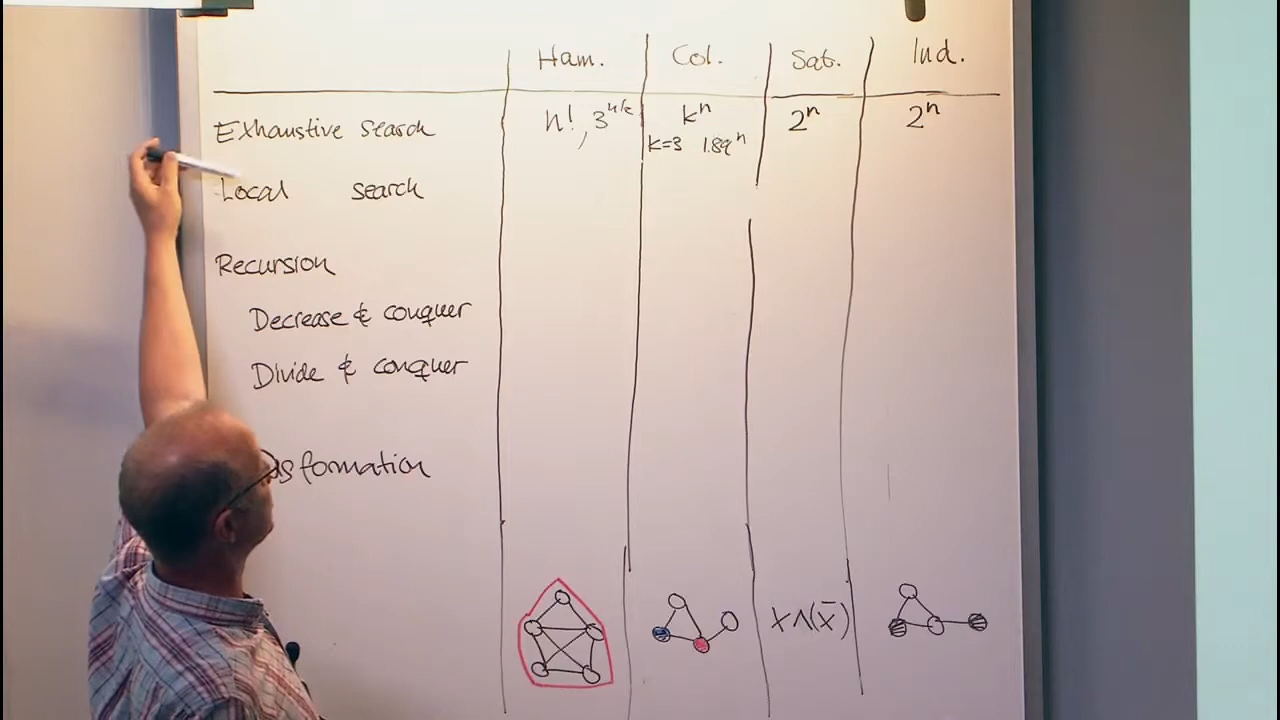 Ham. Col. Sat. Ind.
Exhaustive search n!, 3^n/k k^n 2^n 2^n
k=3 1.89^n
Local search
Recursion
Decrease & conquer
Divide & conquer
sformation
x∧(x̄)